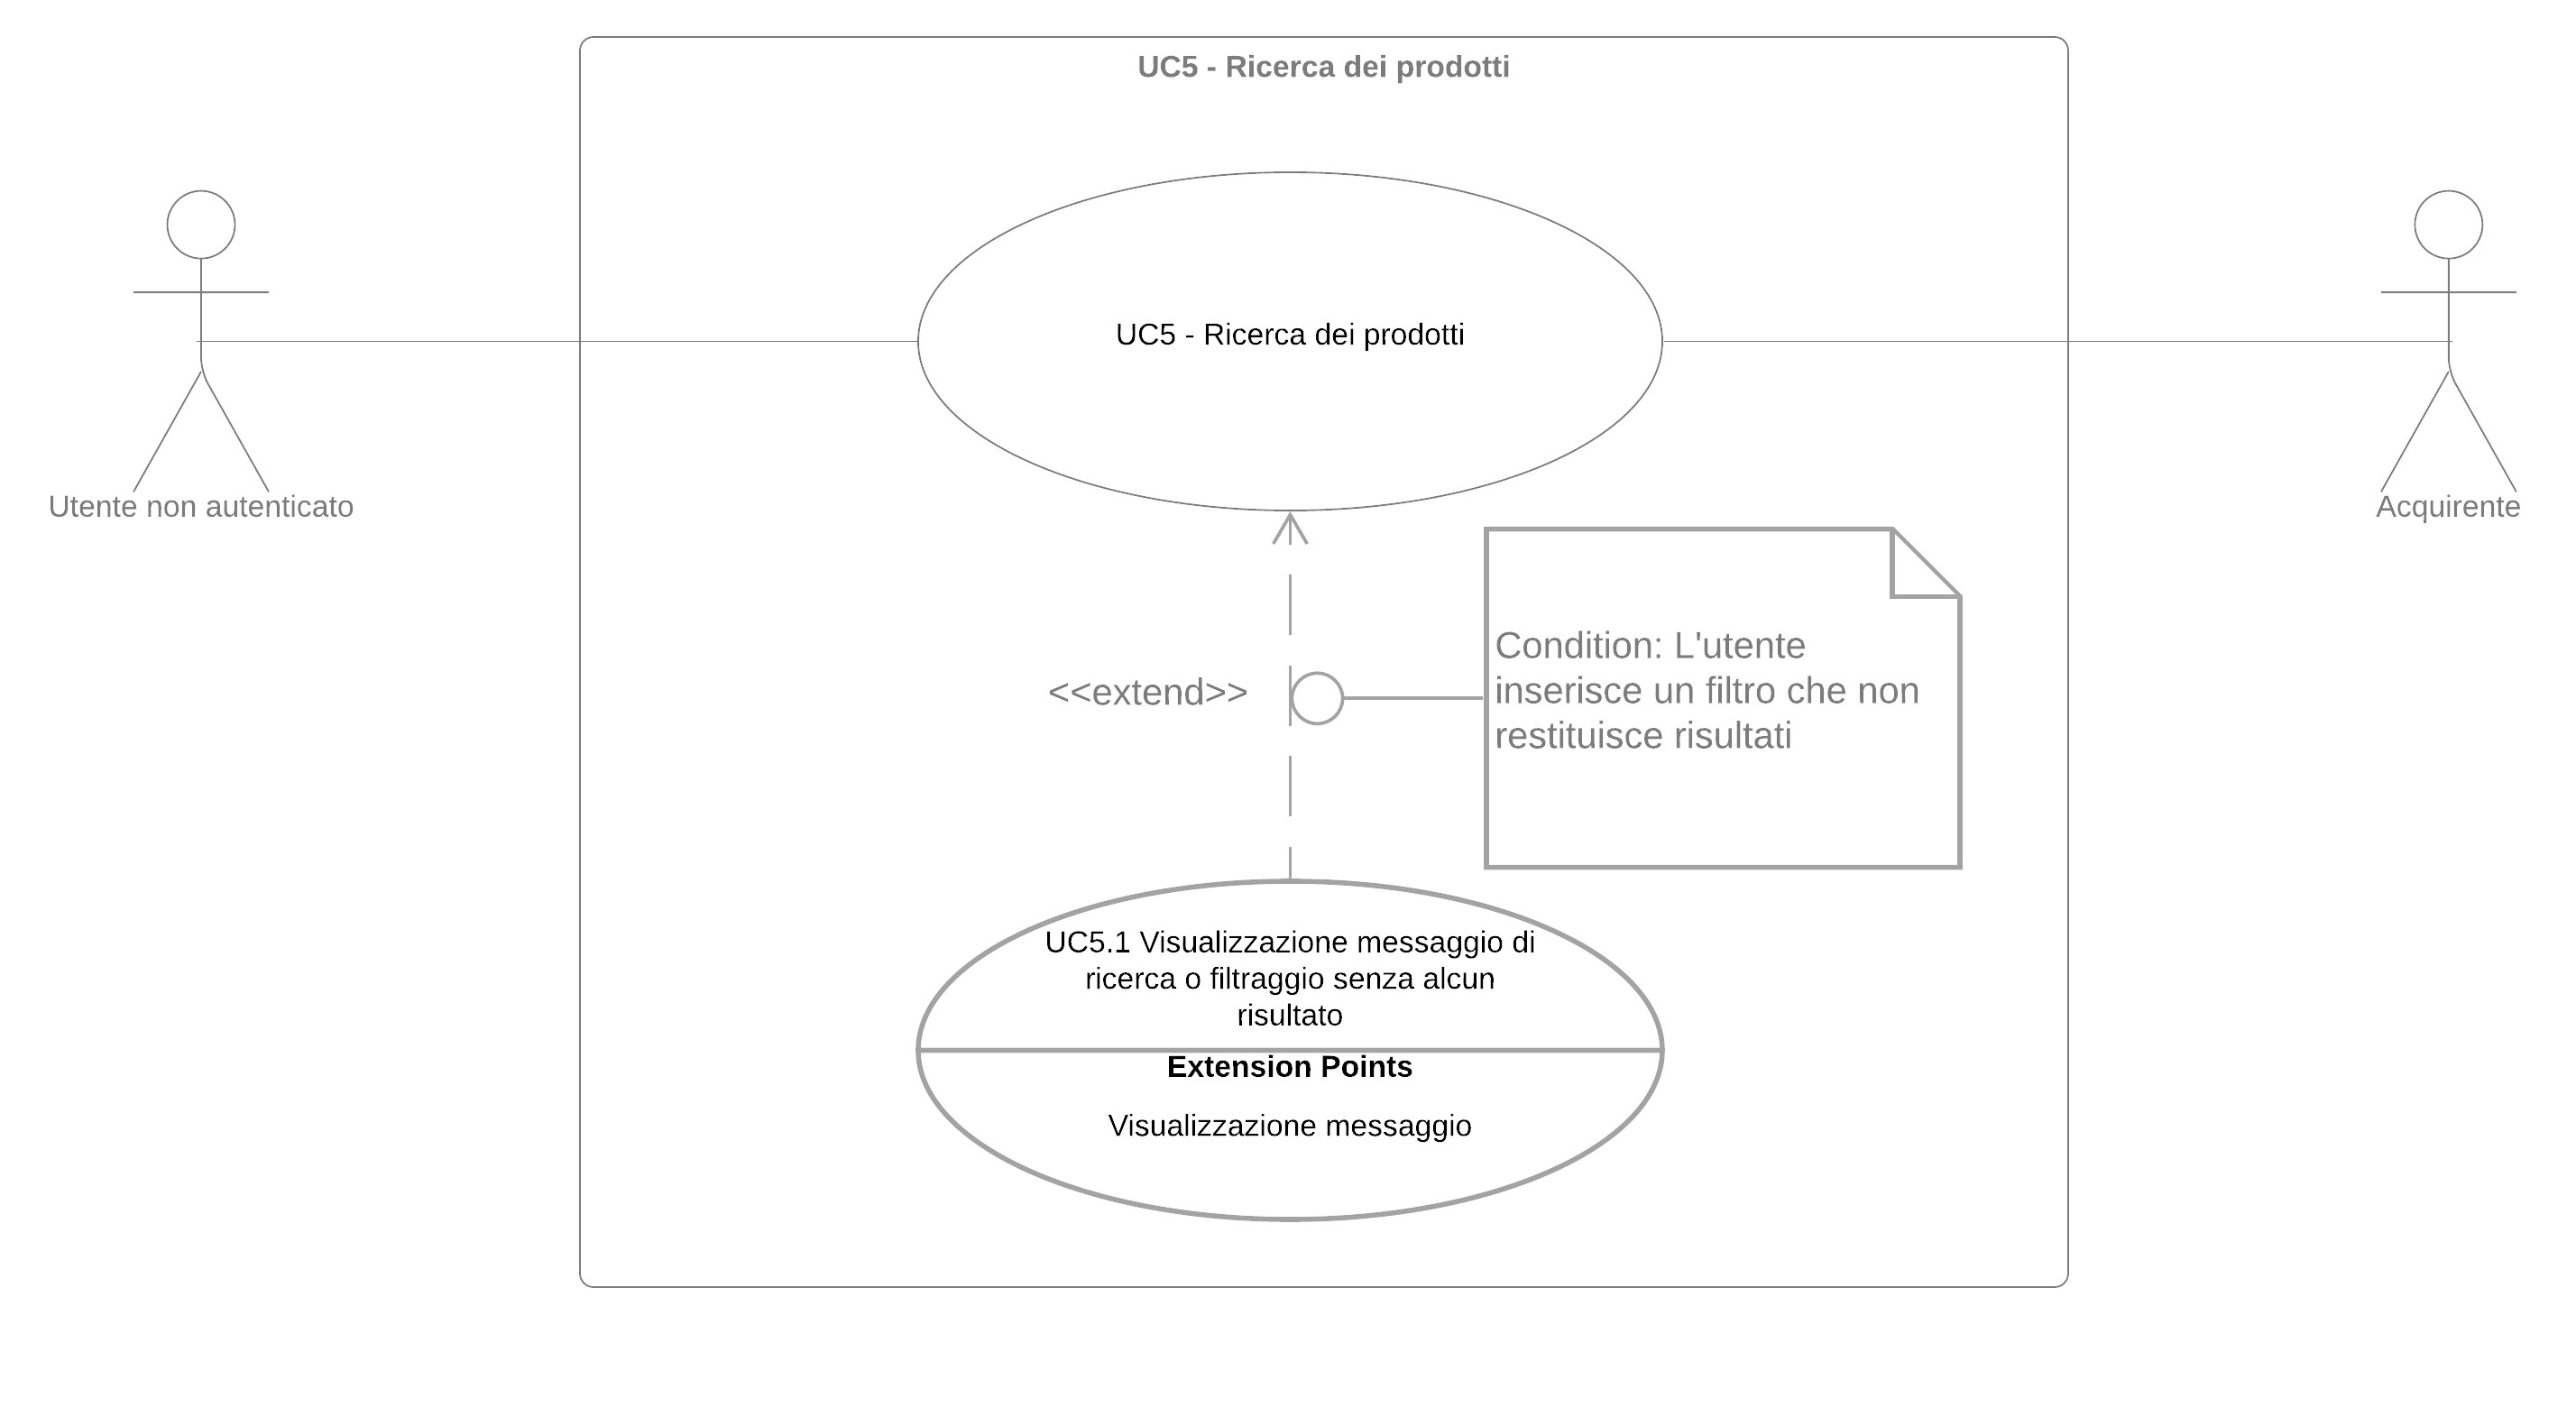 UC5 - Ricerca dei prodotti
UC5 - Ricerca dei prodotti
Utente non autenticato
Acquirente
Condition: L'utente
inserisce un filtro che non
restituisce risultati
<<extend>>
UC5.1 Visualizzazione messaggio di
ricerca o filtraggio senza alcun
risultato
Extension Points
Visualizzazione messaggio